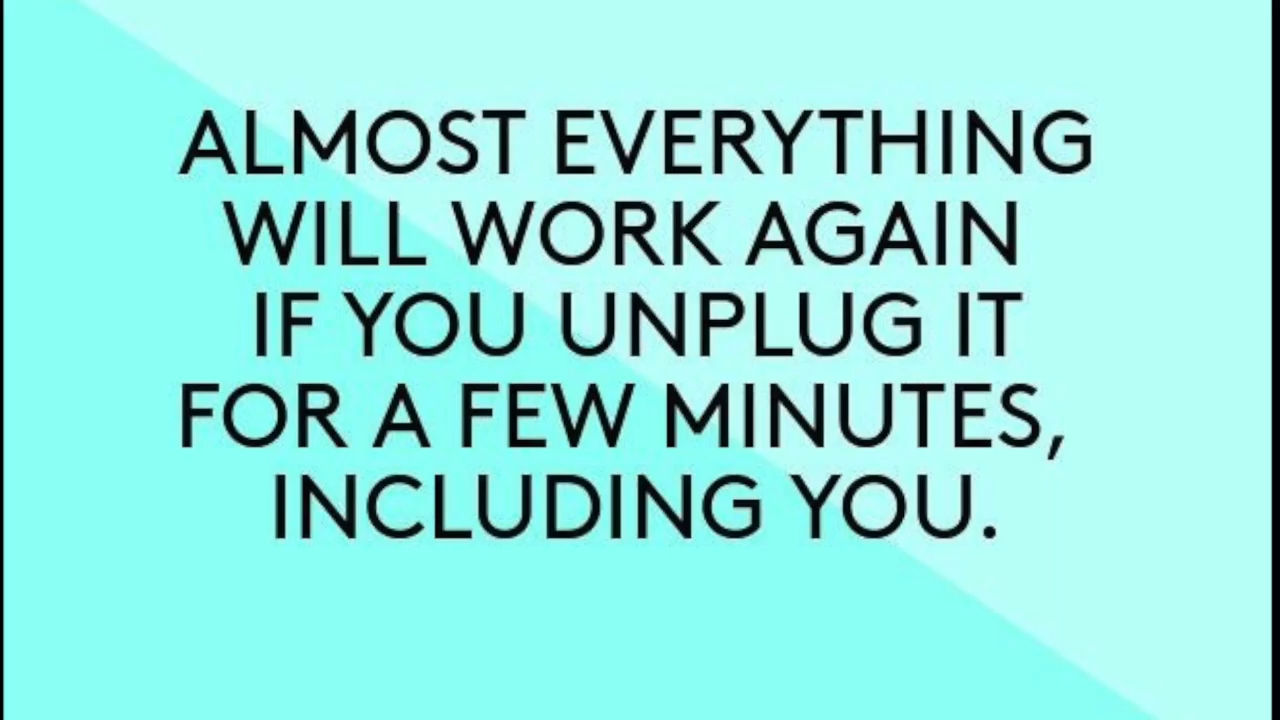 ALMOST EVERYTHING
WILL WORK AGAIN
IF YOU UNPLUG IT
FOR A FEW MINUTES,
INCLUDING YOU.